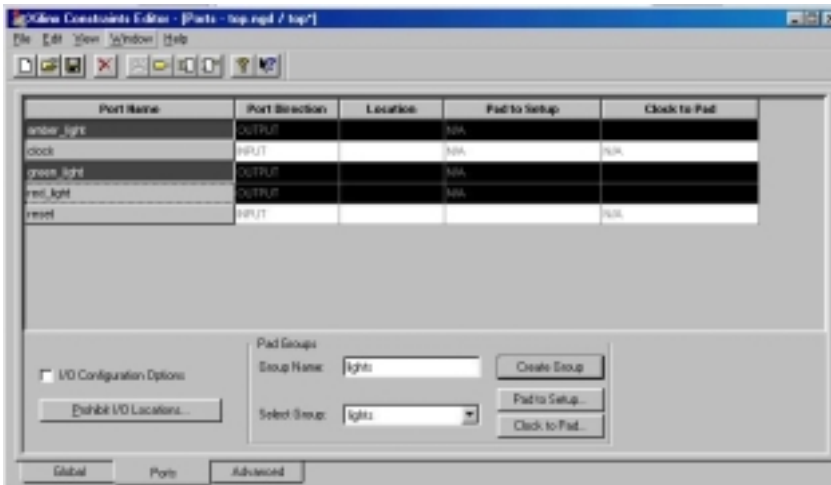 Xilinx Constraints Editor - [Ports - top.ngd / top*]
File Edit View Window Help
Port Name Port Direction Location Pad to Setup Clock to Pad
amber_light OUTPUT N/A
clock INPUT N/A N/A
green_light OUTPUT N/A
red_light OUTPUT N/A
reset INPUT N/A
Pad Groups
I/O Configuration Options
Group Name: lights Create Group
Prohibit I/O Locations...
Select Group: lights
Pad to Setup...
Clock to Pad...
Global Ports Advanced